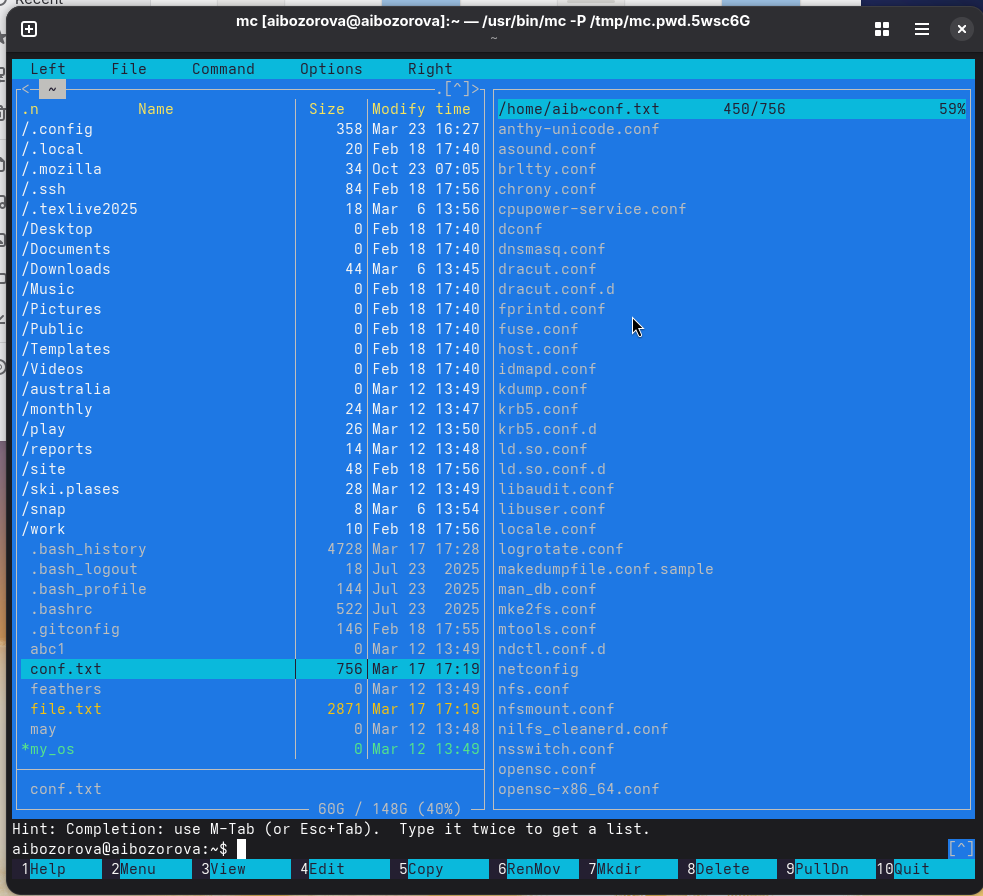 Recent
mc [aibozorova@aibozorova]:~ — /usr/bin/mc -P /tmp/mc.pwd.5wsc6G
~
Left File Command Options Right
<— ~ .[^]>
.n Name Size Modify time
/.config 358 Mar 23 16:27
/.local 20 Feb 18 17:40
/.mozilla 34 Oct 23 07:05
/.ssh 84 Feb 18 17:56
/.texlive2025 18 Mar 6 13:56
/Desktop 0 Feb 18 17:40
/Documents 0 Feb 18 17:40
/Downloads 44 Mar 6 13:45
/Music 0 Feb 18 17:40
/Pictures 0 Feb 18 17:40
/Public 0 Feb 18 17:40
/Templates 0 Feb 18 17:40
/Videos 0 Feb 18 17:40
/australia 0 Mar 12 13:49
/monthly 24 Mar 12 13:47
/play 26 Mar 12 13:50
/reports 14 Mar 12 13:48
/site 48 Feb 18 17:56
/ski.plases 28 Mar 12 13:49
/snap 8 Mar 6 13:54
/work 10 Feb 18 17:56
.bash_history 4728 Mar 17 17:28
.bash_logout 18 Jul 23 2025
.bash_profile 144 Jul 23 2025
.bashrc 522 Jul 23 2025
.gitconfig 146 Feb 18 17:55
abc1 0 Mar 12 13:49
conf.txt 756 Mar 17 17:19
feathers 0 Mar 12 13:49
file.txt 2871 Mar 17 17:19
may 0 Mar 12 13:48
*my_os 0 Mar 12 13:49
conf.txt
60G / 148G (40%)
/home/aib~conf.txt 450/756 59%
anthy-unicode.conf
asound.conf
brltty.conf
chrony.conf
cpupower-service.conf
dconf
dnsmasq.conf
dracut.conf
dracut.conf.d
fprintd.conf
fuse.conf
host.conf
idmapd.conf
kdump.conf
krb5.conf
krb5.conf.d
ld.so.conf
ld.so.conf.d
libaudit.conf
libuser.conf
locale.conf
logrotate.conf
makedumpfile.conf.sample
man_db.conf
mke2fs.conf
mtools.conf
ndctl.conf.d
netconfig
nfs.conf
nfsmount.conf
nilfs_cleanerd.conf
nsswitch.conf
opensc.conf
opensc-x86_64.conf
Hint: Completion: use M-Tab (or Esc+Tab). Type it twice to get a list.
aibozorova@aibozorova:~$ [^]
1Help 2Menu 3View 4Edit 5Copy 6RenMov 7Mkdir 8Delete 9PullDn 10Quit